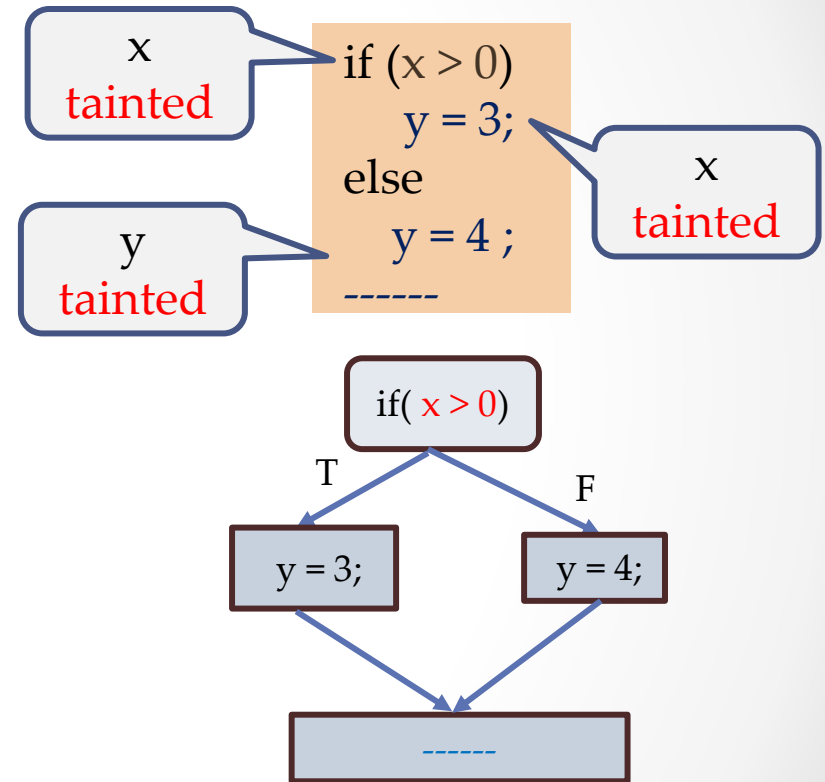 x
tainted
if (x > 0)
y = 3;
else
y = 4 ;
------
x
tainted
y
tainted
if( x > 0)
T
F
y = 3;
y = 4;
------